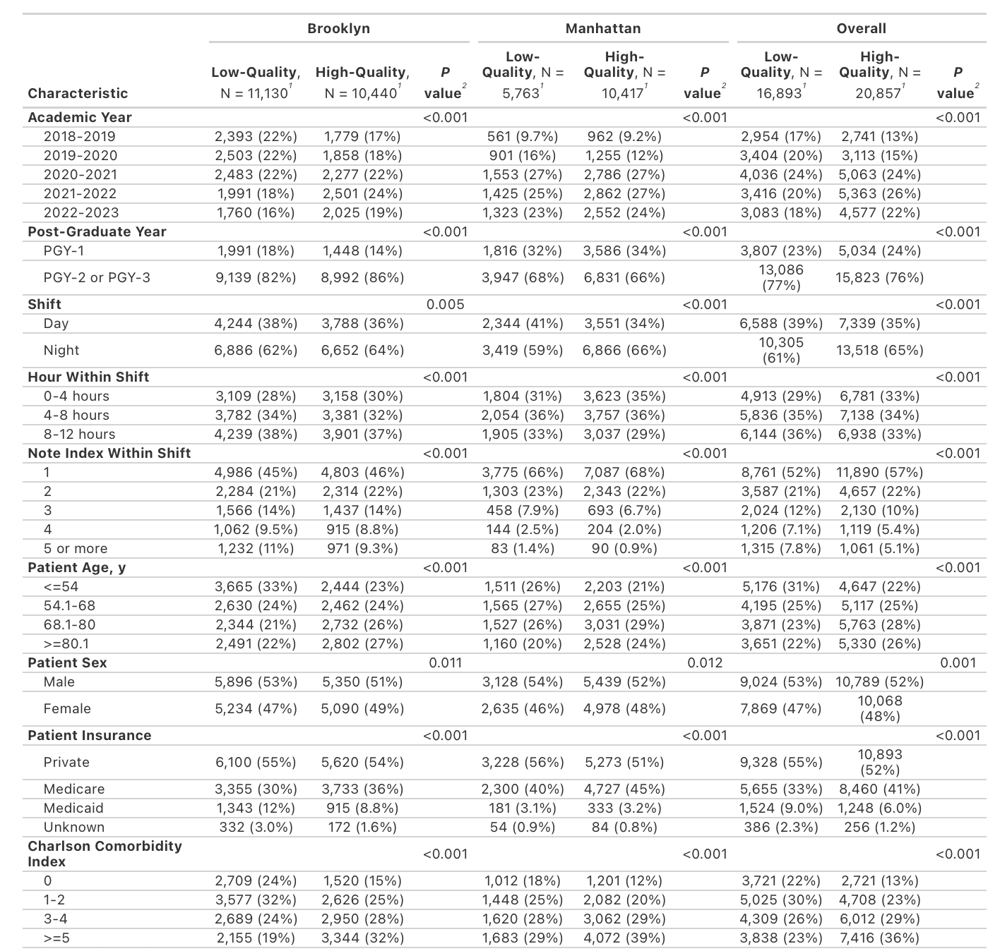 Brooklyn Manhattan Overall
Characteristic Low-Quality, N = 11,130¹ High-Quality, N = 10,440¹ P value² Low-Quality, N = 5,763¹ High-Quality, N = 10,417¹ P value² Low-Quality, N = 16,893¹ High-Quality, N = 20,857¹ P value²
Academic Year <0.001 <0.001 <0.001
2018-2019 2,393 (22%) 1,779 (17%) 561 (9.7%) 962 (9.2%) 2,954 (17%) 2,741 (13%)
2019-2020 2,503 (22%) 1,858 (18%) 901 (16%) 1,255 (12%) 3,404 (20%) 3,113 (15%)
2020-2021 2,483 (22%) 2,277 (22%) 1,553 (27%) 2,786 (27%) 4,036 (24%) 5,063 (24%)
2021-2022 1,991 (18%) 2,501 (24%) 1,425 (25%) 2,862 (27%) 3,416 (20%) 5,363 (26%)
2022-2023 1,760 (16%) 2,025 (19%) 1,323 (23%) 2,552 (24%) 3,083 (18%) 4,577 (22%)
Post-Graduate Year <0.001 <0.001 <0.001
PGY-1 1,991 (18%) 1,448 (14%) 1,816 (32%) 3,586 (34%) 3,807 (23%) 5,034 (24%)
PGY-2 or PGY-3 9,139 (82%) 8,992 (86%) 3,947 (68%) 6,831 (66%) 13,086 (77%) 15,823 (76%)
Shift 0.005 <0.001 <0.001
Day 4,244 (38%) 3,788 (36%) 2,344 (41%) 3,551 (34%) 6,588 (39%) 7,339 (35%)
Night 6,886 (62%) 6,652 (64%) 3,419 (59%) 6,866 (66%) 10,305 (61%) 13,518 (65%)
Hour Within Shift <0.001 <0.001 <0.001
0-4 hours 3,109 (28%) 3,158 (30%) 1,804 (31%) 3,623 (35%) 4,913 (29%) 6,781 (33%)
4-8 hours 3,782 (34%) 3,381 (32%) 2,054 (36%) 3,757 (36%) 5,836 (35%) 7,138 (34%)
8-12 hours 4,239 (38%) 3,901 (37%) 1,905 (33%) 3,037 (29%) 6,144 (36%) 6,938 (33%)
Note Index Within Shift <0.001 <0.001 <0.001
1 4,986 (45%) 4,803 (46%) 3,775 (66%) 7,087 (68%) 8,761 (52%) 11,890 (57%)
2 2,284 (21%) 2,314 (22%) 1,303 (23%) 2,343 (22%) 3,587 (21%) 4,657 (22%)
3 1,566 (14%) 1,437 (14%) 458 (7.9%) 693 (6.7%) 2,024 (12%) 2,130 (10%)
4 1,062 (9.5%) 915 (8.8%) 144 (2.5%) 204 (2.0%) 1,206 (7.1%) 1,119 (5.4%)
5 or more 1,232 (11%) 971 (9.3%) 83 (1.4%) 90 (0.9%) 1,315 (7.8%) 1,061 (5.1%)
Patient Age, y <0.001 <0.001 <0.001
<=54 3,665 (33%) 2,444 (23%) 1,511 (26%) 2,203 (21%) 5,176 (31%) 4,647 (22%)
54.1-68 2,630 (24%) 2,462 (24%) 1,565 (27%) 2,655 (25%) 4,195 (25%) 5,117 (25%)
68.1-80 2,344 (21%) 2,732 (26%) 1,527 (26%) 3,031 (29%) 3,871 (23%) 5,763 (28%)
>=80.1 2,491 (22%) 2,802 (27%) 1,160 (20%) 2,528 (24%) 3,651 (22%) 5,330 (26%)
Patient Sex 0.011 0.012 0.001
Male 5,896 (53%) 5,350 (51%) 3,128 (54%) 5,439 (52%) 9,024 (53%) 10,789 (52%)
Female 5,234 (47%) 5,090 (49%) 2,635 (46%) 4,978 (48%) 7,869 (47%) 10,068 (48%)
Patient Insurance <0.001 <0.001 <0.001
Private 6,100 (55%) 5,620 (54%) 3,228 (56%) 5,273 (51%) 9,328 (55%) 10,893 (52%)
Medicare 3,355 (30%) 3,733 (36%) 2,300 (40%) 4,727 (45%) 5,655 (33%) 8,460 (41%)
Medicaid 1,343 (12%) 915 (8.8%) 181 (3.1%) 333 (3.2%) 1,524 (9.0%) 1,248 (6.0%)
Unknown 332 (3.0%) 172 (1.6%) 54 (0.9%) 84 (0.8%) 386 (2.3%) 256 (1.2%)
Charlson Comorbidity Index <0.001 <0.001 <0.001
0 2,709 (24%) 1,520 (15%) 1,012 (18%) 1,201 (12%) 3,721 (22%) 2,721 (13%)
1-2 3,577 (32%) 2,626 (25%) 1,448 (25%) 2,082 (20%) 5,025 (30%) 4,708 (23%)
3-4 2,689 (24%) 2,950 (28%) 1,620 (28%) 3,062 (29%) 4,309 (26%) 6,012 (29%)
>=5 2,155 (19%) 3,344 (32%) 1,683 (29%) 4,072 (39%) 3,838 (23%) 7,416 (36%)